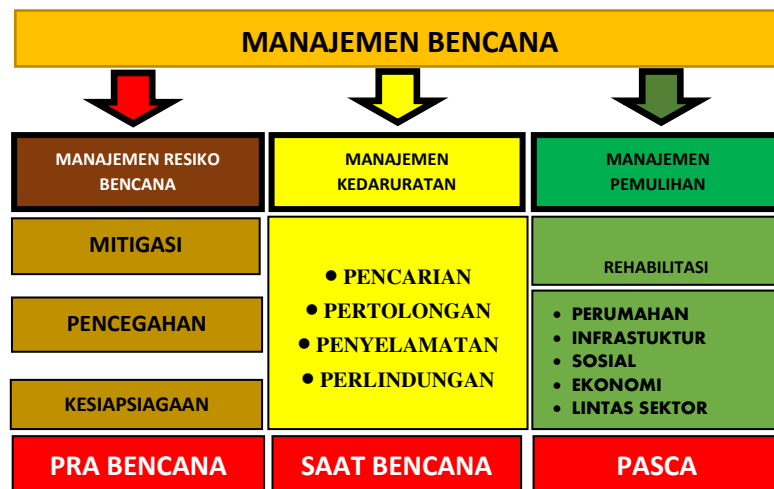 MANAJEMEN BENCANA
MANAJEMEN RESIKO
BENCANA
MANAJEMEN
KEDARURATAN
MANAJEMEN
PEMULIHAN
MITIGASI
PENCEGAHAN
KESIAPSIAGAAN
• PENCARIAN
• PERTOLONGAN
• PENYELAMATAN
• PERLINDUNGAN
REHABILITASI
• PERUMAHAN
• INFRASTUKTUR
• SOSIAL
• EKONOMI
• LINTAS SEKTOR
PRA BENCANA
SAAT BENCANA
PASCA